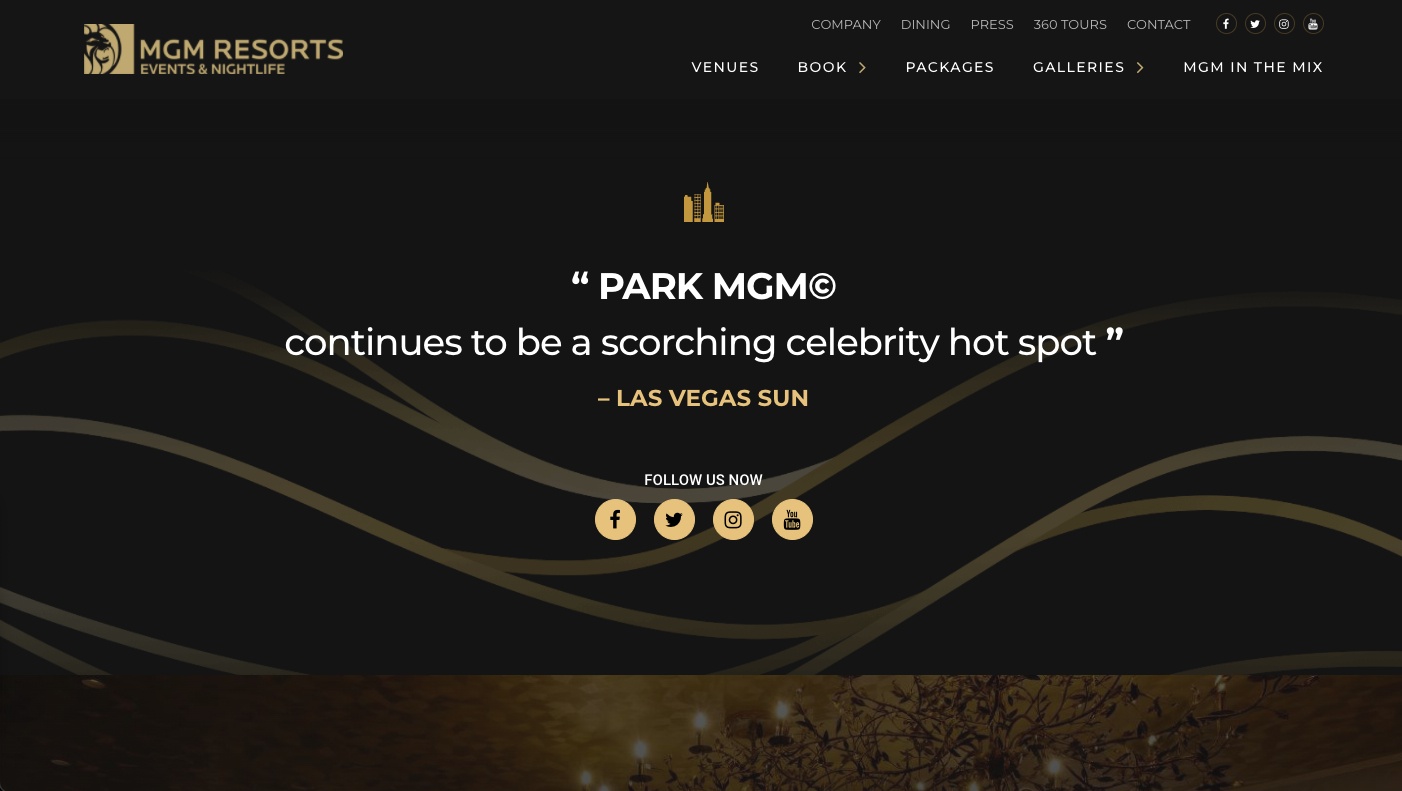 COMPANY DINING PRESS 360 TOURS CONTACT
MGM RESORTS
EVENTS & NIGHTLIFE
VENUES BOOK PACKAGES GALLERIES MGM IN THE MIX
“ PARK MGM©
continues to be a scorching celebrity hot spot ”
– LAS VEGAS SUN
FOLLOW US NOW
You Tube